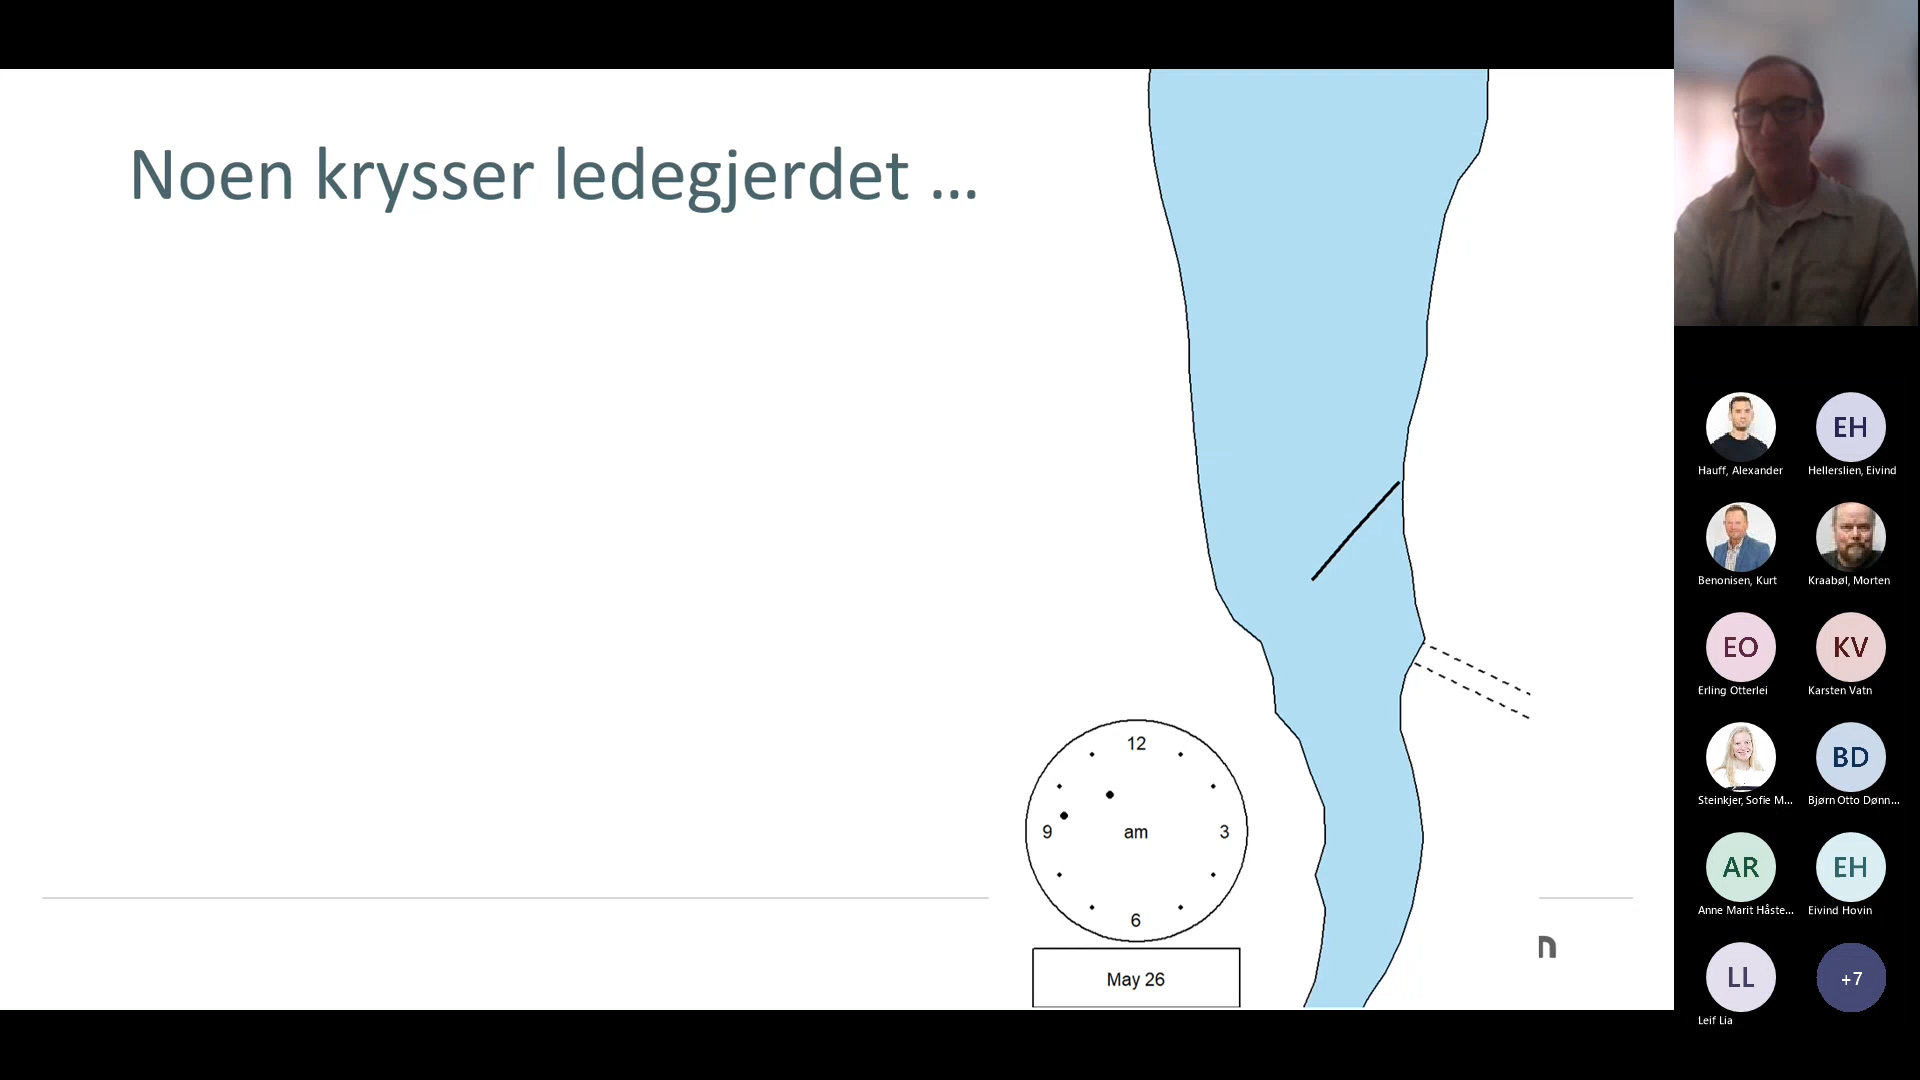 Noen krysser ledegjerdet ...
12
9
am
3
6
May 26
n
Hauff, Alexander
EH
Hellerslien, Eivind
Benonisen, Kurt
Kraabøl, Morten
EO
Erling Otterlei
KV
Karsten Vatn
Steinkjer, Sofie M...
BD
Bjørn Otto Dønn...
AR
Anne Marit Håste...
EH
Eivind Hovin
LL
Leif Lia
+7